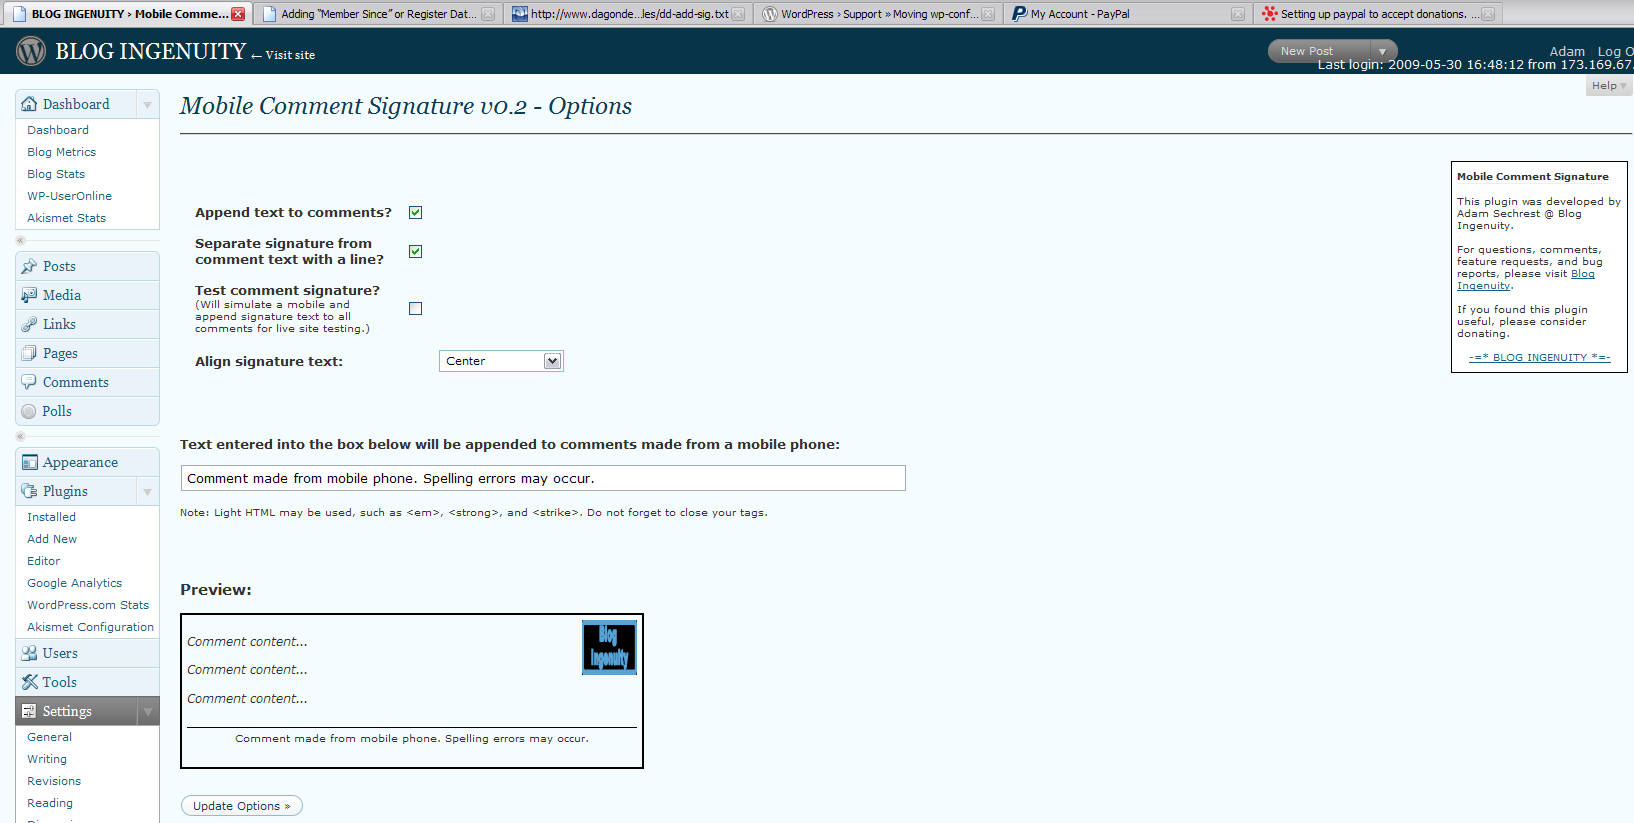 BLOG INGENUITY › Mobile Comme...
Adding “Member Since” or Register Dat...
http://www.dagonde...les/dd-add-sig.txt
WordPress › Support » Moving wp-conf...
My Account - PayPal
Setting up paypal to accept donations. ...
BLOG INGENUITY ← Visit site
New Post
Adam | Log O
Last login: 2009-05-30 16:48:12 from 173.169.67.
Help
Dashboard
Dashboard
Blog Metrics
Blog Stats
WP-UserOnline
Akismet Stats
Posts
Media
Links
Pages
Comments
Polls
Appearance
Plugins
Installed
Add New
Editor
Google Analytics
WordPress.com Stats
Akismet Configuration
Users
Tools
Settings
General
Writing
Revisions
Reading
Mobile Comment Signature v0.2 - Options
Append text to comments?
Separate signature from
comment text with a line?
Test comment signature?
(Will simulate a mobile and
append signature text to all
comments for live site testing.)
Align signature text:
Center
Text entered into the box below will be appended to comments made from a mobile phone:
Comment made from mobile phone. Spelling errors may occur.
Note: Light HTML may be used, such as <em>, <strong>, and <strike>. Do not forget to close your tags.
Preview:
Comment content...
Comment content...
Comment content...
Blog
Ingenuity
Comment made from mobile phone. Spelling errors may occur.
Update Options »
Mobile Comment Signature
This plugin was developed by
Adam Sechrest @ Blog
Ingenuity.
For questions, comments,
feature requests, and bug
reports, please visit Blog
Ingenuity.
If you found this plugin
useful, please consider
donating.
-=* BLOG INGENUITY *=-